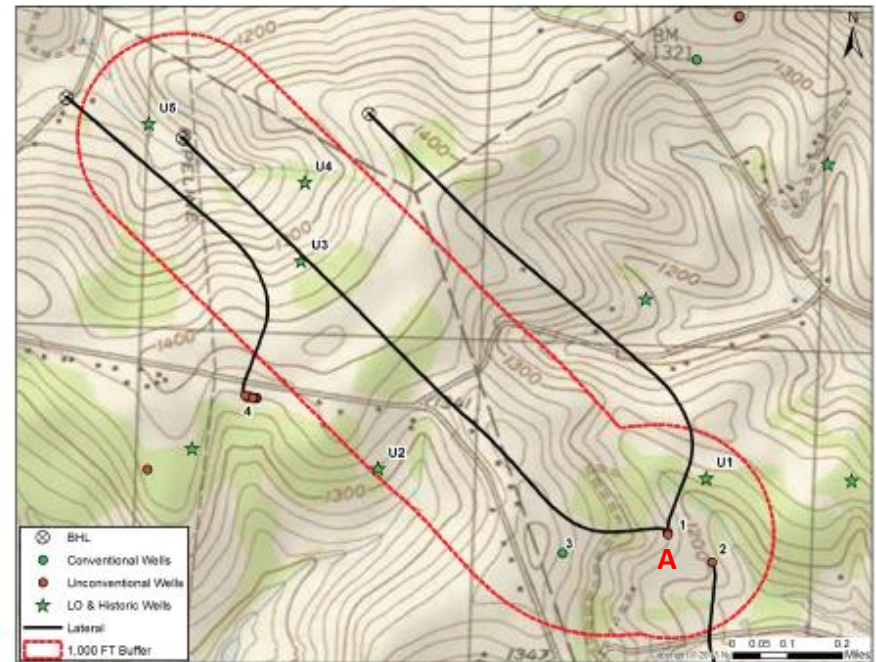 1200
N
BM
1321
1300
U5
U4
1400
U3
1200
1400
1300
4
U2
1300
U1
1
1200
3
2
A
BHL
Conventional Wells
Unconventional Wells
LO & Historic Wells
Lateral
1,000 FT Buffer
0 0.05 0.1 0.2
Miles
1347